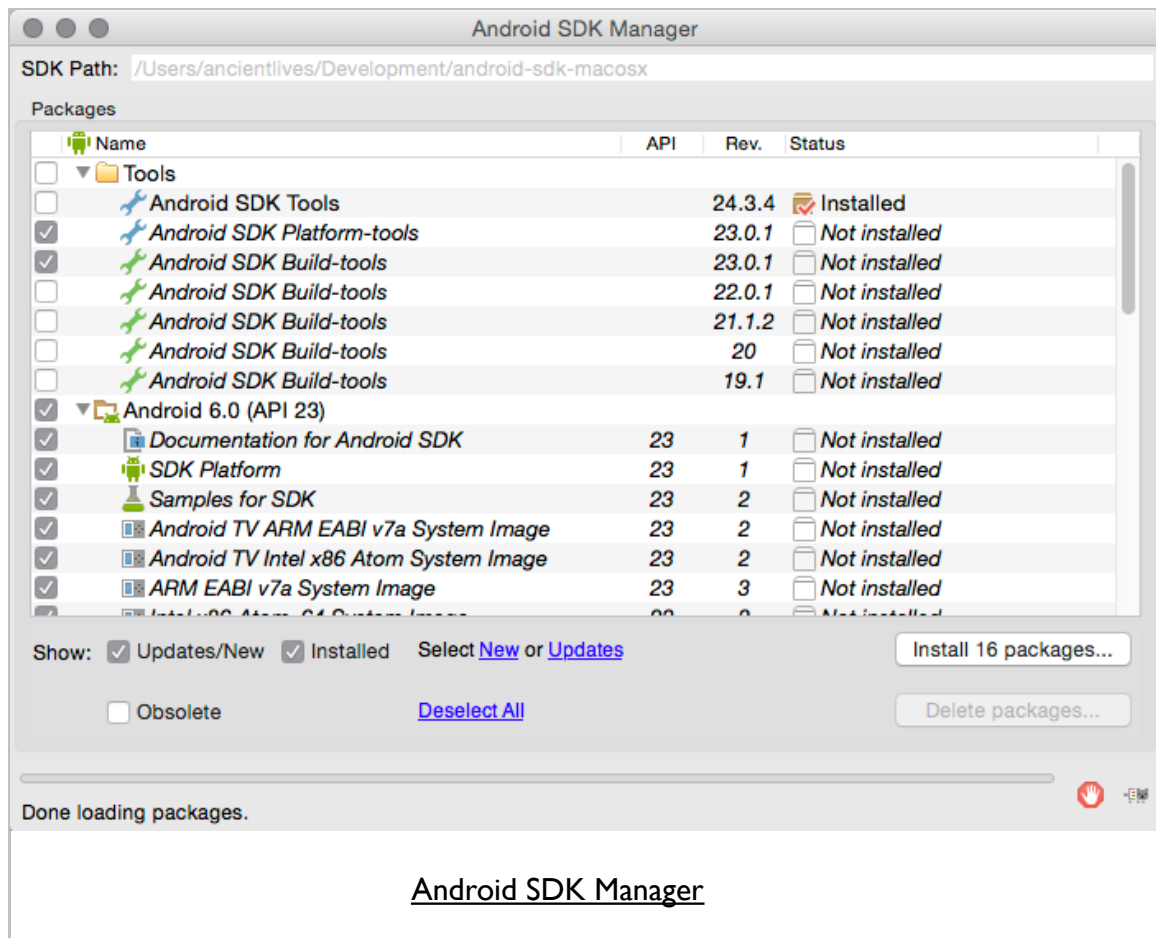 Android SDK Manager
SDK Path: /Users/ancientlives/Development/android-sdk-macosx
Packages
Name API Rev. Status
Tools
Android SDK Tools 24.3.4 Installed
Android SDK Platform-tools 23.0.1 Not installed
Android SDK Build-tools 23.0.1 Not installed
Android SDK Build-tools 22.0.1 Not installed
Android SDK Build-tools 21.1.2 Not installed
Android SDK Build-tools 20 Not installed
Android SDK Build-tools 19.1 Not installed
Android 6.0 (API 23)
Documentation for Android SDK 23 1 Not installed
SDK Platform 23 1 Not installed
Samples for SDK 23 2 Not installed
Android TV ARM EABI v7a System Image 23 2 Not installed
Android TV Intel x86 Atom System Image 23 2 Not installed
ARM EABI v7a System Image 23 3 Not installed
Intel x86 Atom_64 System Image 23 Not installed
Show: Updates/New Installed Select New or Updates Install 16 packages...
Obsolete Deselect All Delete packages...
Done loading packages.
Android SDK Manager